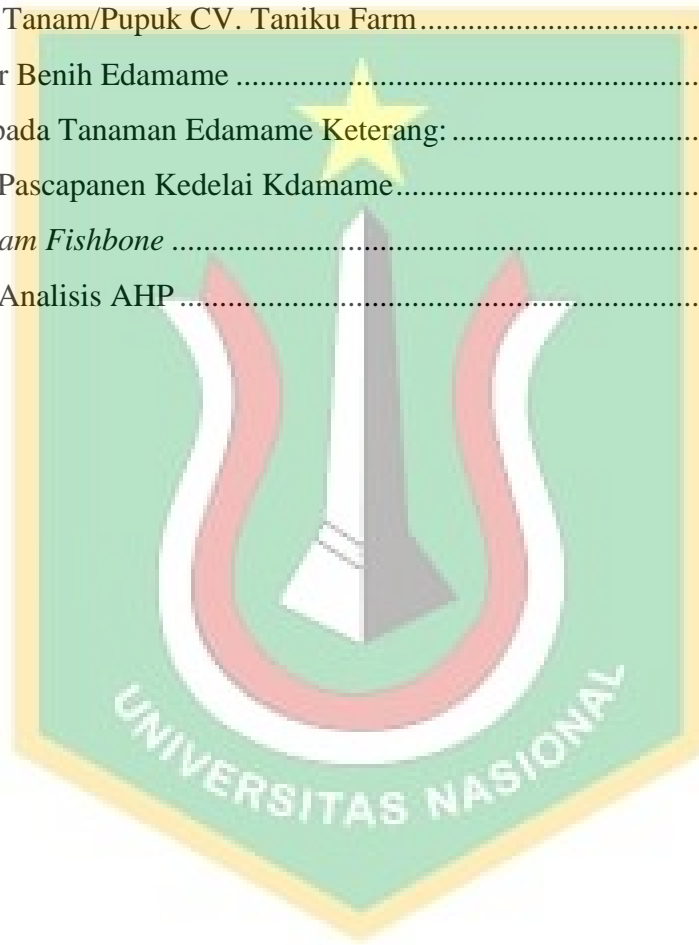 Tanam/Pupuk CV. Taniku Farm....................................
r Benih Edamame ...........................................................
pada Tanaman Edamame Keterang: ................................
Pascapanen Kedelai Kdamame.......................................
am Fishbone ...................................................................
Analisis AHP ..................................................................
UNIVERSITAS NASIONAL